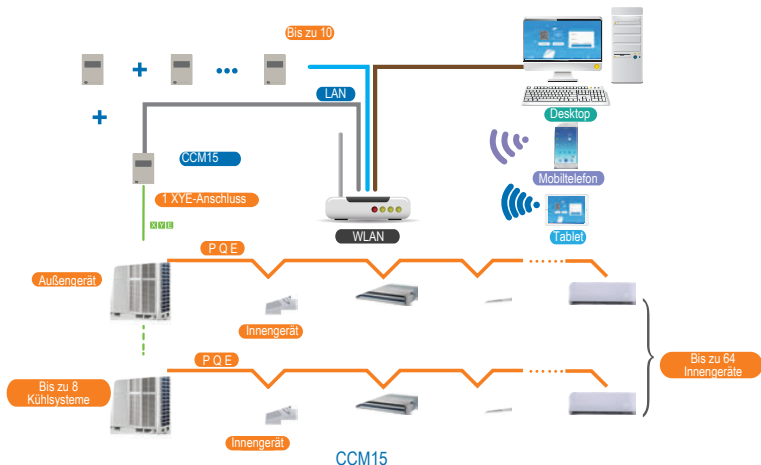 Bis zu 10
LAN
Desktop
CCM15
Mobiltelefon
1 XYE-Anschluss
X Y E
WLAN
Tablet
P Q E
Außengerät
Innengerät
P Q E
Bis zu 64
Innengeräte
Bis zu 8
Kühlsysteme
Innengerät
CCM15